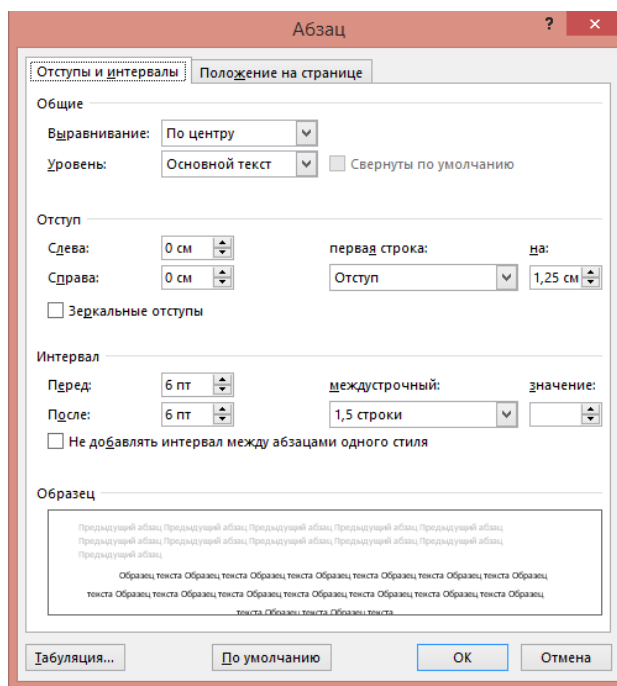 Абзац ?
Отступы и интервалы Положение на странице
Общие
Выравнивание: По центру
Уровень: Основной текст Свернуты по умолчанию
Отступ
Слева: 0 см первая строка: на:
Справа: 0 см Отступ 1,25 см
Зеркальные отступы
Интервал
Перед: 6 пт междустрочный: значение:
После: 6 пт 1,5 строки
Не добавлять интервал между абзацами одного стиля
Образец
Предыдущий абзац Предыдущий абзац Предыдущий абзац Предыдущий абзац Предыдущий абзац
Предыдущий абзац Предыдущий абзац Предыдущий абзац Предыдущий абзац Предыдущий абзац
Предыдущий абзац
Образец текста Образец текста Образец текста Образец текста Образец текста Образец текста Образец
текста Образец текста Образец текста Образец текста Образец текста Образец текста Образец
текста Образец текста Образец текста
Табуляция... По умолчанию ОК Отмена